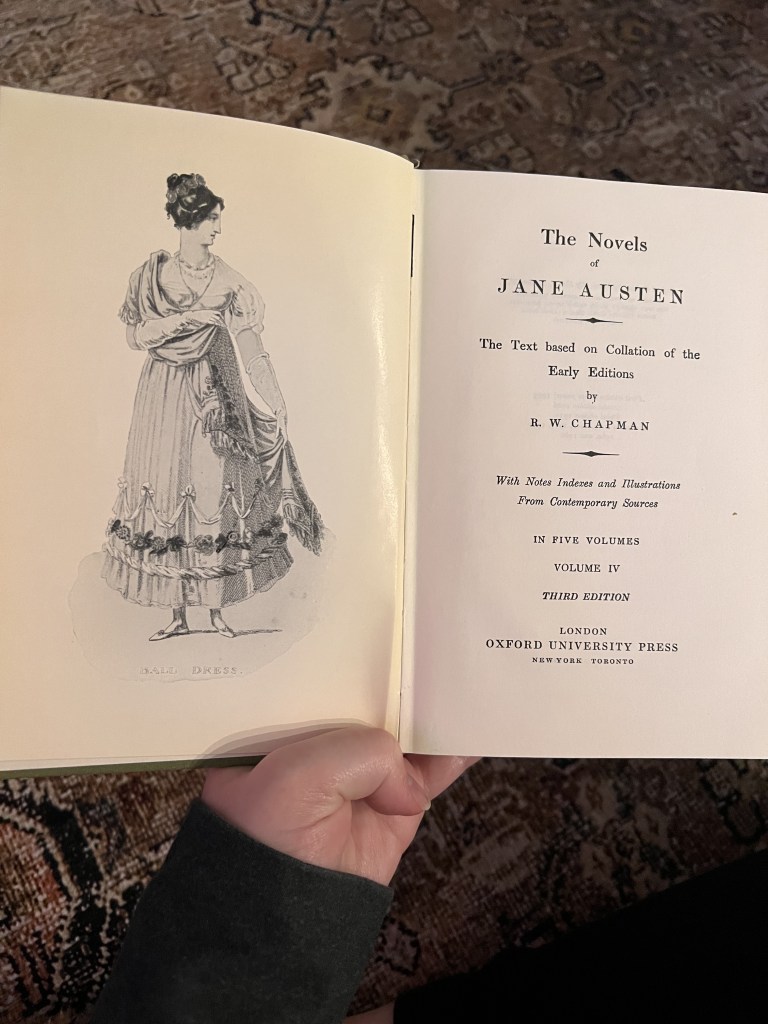 BALL DRESS.
The Novels
of
JANE AUSTEN
The Text based on Collation of the
Early Editions
by
R. W. CHAPMAN
With Notes Indexes and Illustrations
From Contemporary Sources
IN FIVE VOLUMES
VOLUME IV
THIRD EDITION
LONDON
OXFORD UNIVERSITY PRESS
NEW YORK TORONTO